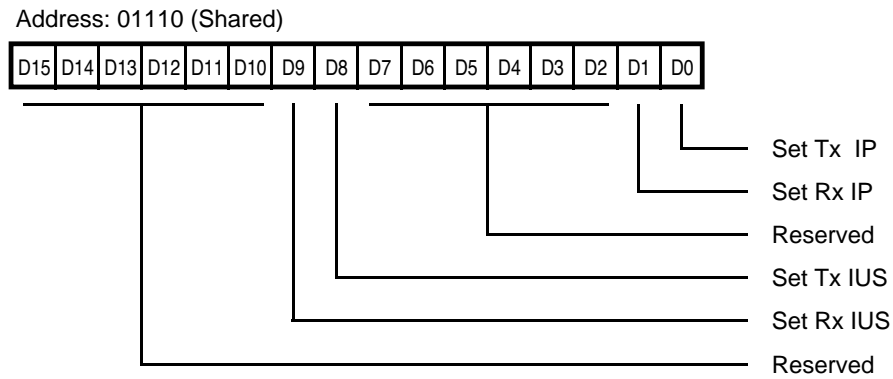 Address: 01110 (Shared)
D15 D14 D13 D12 D11 D10 D9 D8 D7 D6 D5 D4 D3 D2 D1 D0
Set Tx IP
Set Rx IP
Reserved
Set Tx IUS
Set Rx IUS
Reserved